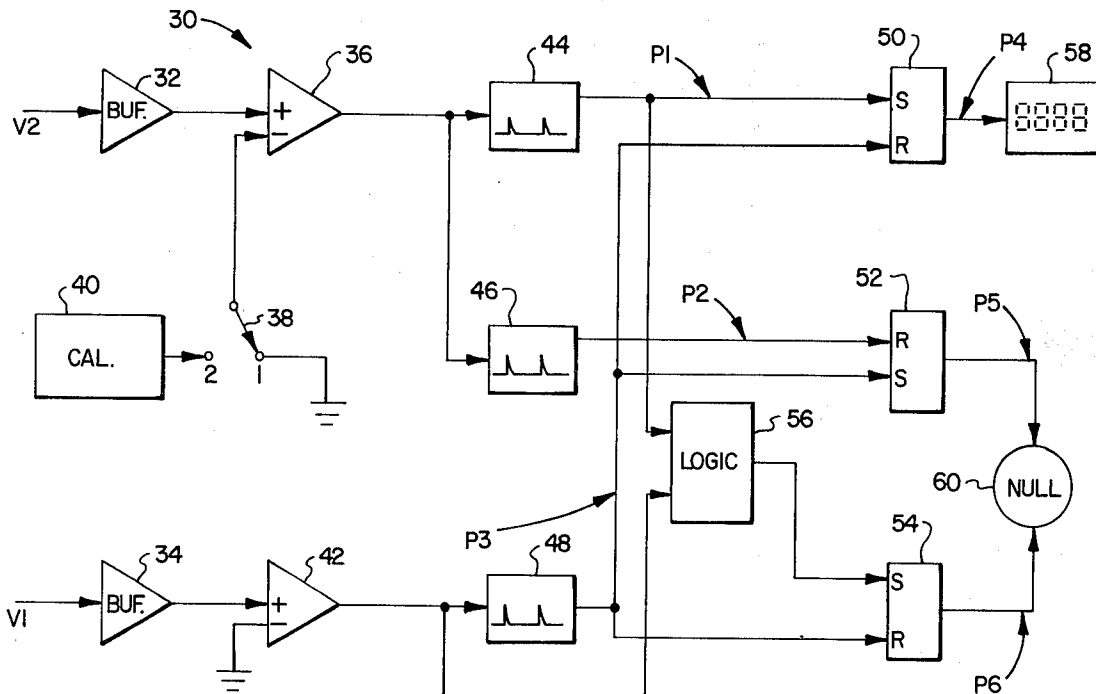 30
32
BUF.
V2
36
+
−
44
P1
50
S
R
P4
58
8888
40
CAL.
38
2
1
46
P2
52
R
S
P5
56
LOGIC
60
NULL
P3
34
BUF.
V1
42
+
−
48
54
S
R
P6